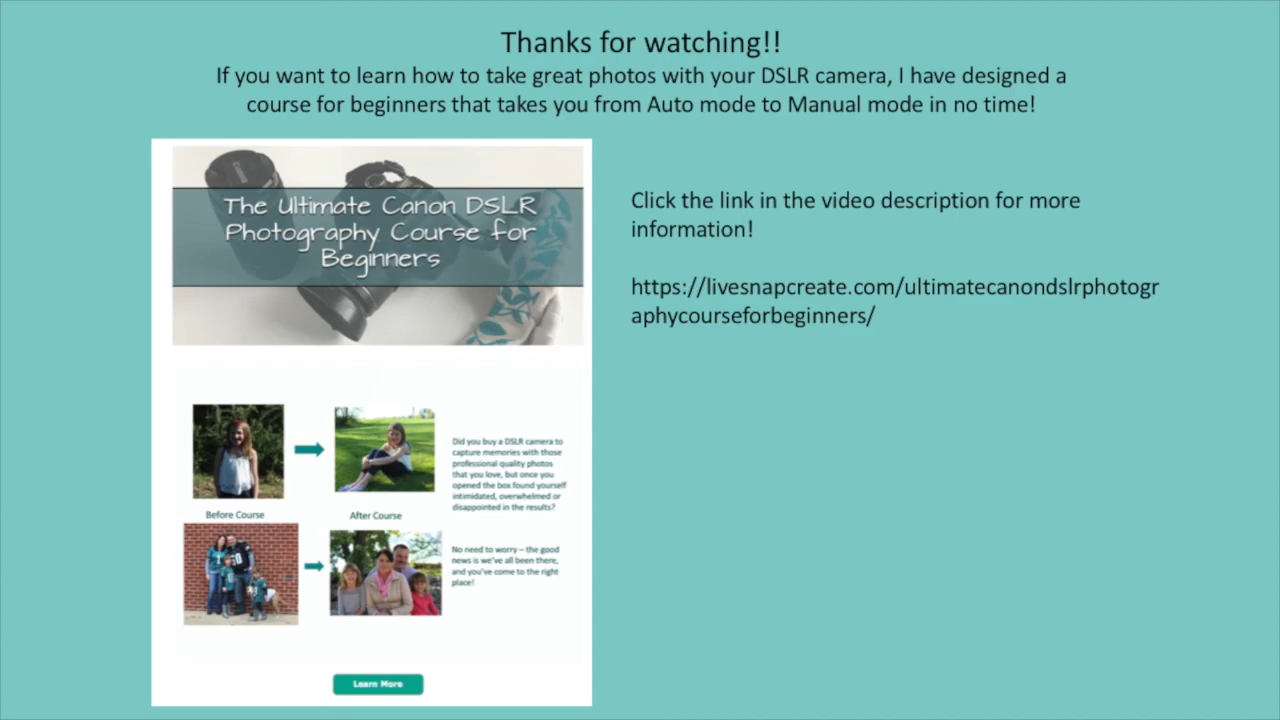 Thanks for watching!!
If you want to learn how to take great photos with your DSLR camera, I have designed a
course for beginners that takes you from Auto mode to Manual mode in no time!
The Ultimate Canon DSLR
Photography Course for
Beginners
Click the link in the video description for more
information!
https://livesnapcreate.com/ultimatecanondslrphotogr
aphycourseforbeginners/
Did you buy a DSLR camera to
capture memories with those
professional quality photos
that you love, but once you
opened the box found yourself
intimidated, overwhelmed or
disappointed in the results?
Before Course
After Course
No need to worry – the good
news is we've all been there,
and you've come to the right
place!
Learn More